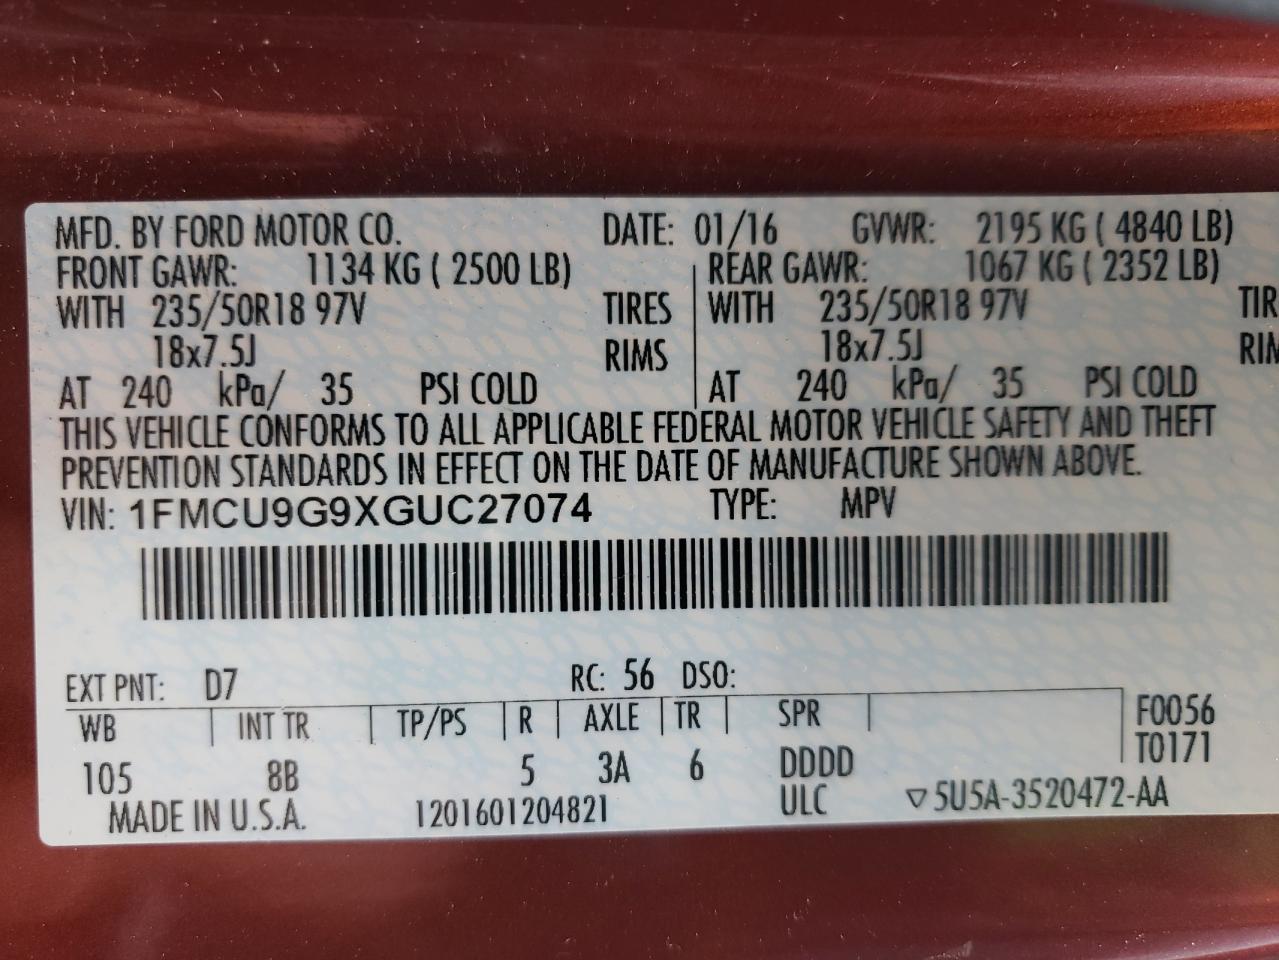 MFD. BY FORD MOTOR CO. DATE: 01/16 GVWR: 2195 KG ( 4840 LB)
FRONT GAWR: 1134 KG ( 2500 LB) REAR GAWR: 1067 KG ( 2352 LB)
WITH 235/50R18 97V TIRES WITH 235/50R18 97V TIR
18x7.5J RIMS 18x7.5J RIM
AT 240 kPa/ 35 PSI COLD AT 240 kPa/ 35 PSI COLD
THIS VEHICLE CONFORMS TO ALL APPLICABLE FEDERAL MOTOR VEHICLE SAFETY AND THEFT
PREVENTION STANDARDS IN EFFECT ON THE DATE OF MANUFACTURE SHOWN ABOVE.
VIN: 1FMCU9G9XGUC27074 TYPE: MPV
EXT PNT: D7 RC: 56 DSO:
WB INT TR TP/PS R AXLE TR SPR F0056
T0171
105 8B 5 3A 6 DDDD
MADE IN U.S.A. 1201601204821 ULC ▽5U5A-3520472-AA